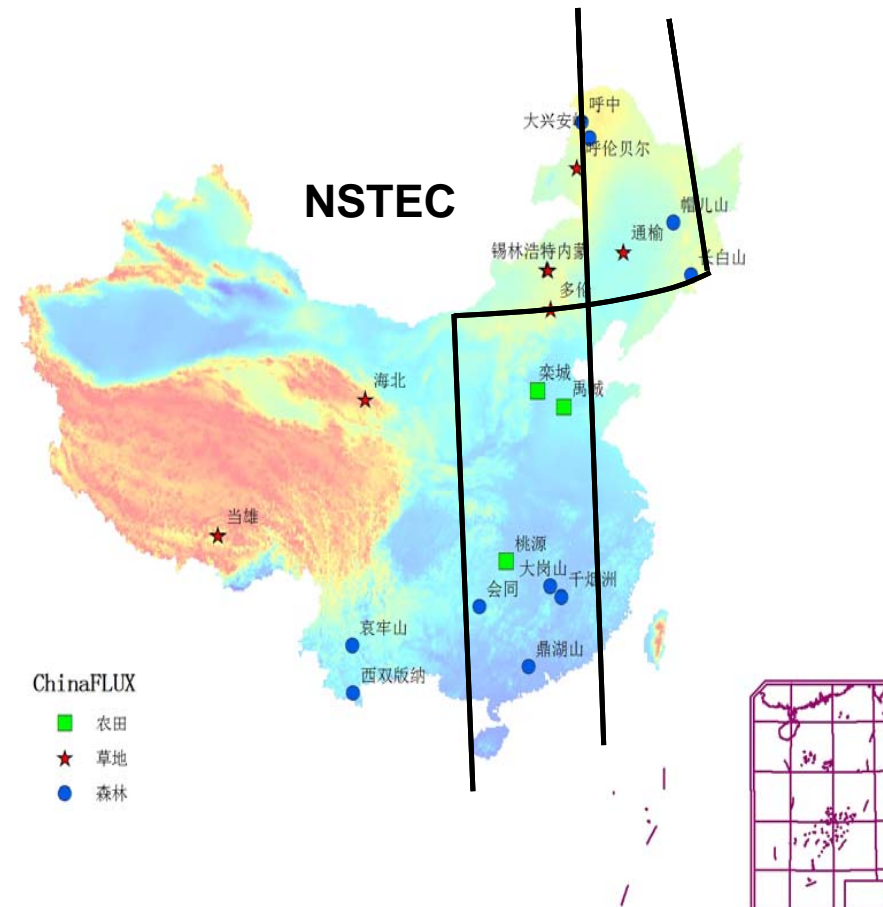 呼中
大兴安岭
呼伦贝尔
NSTEC
帽儿山
通榆
锡林浩特内蒙
长白山
多伦
海北
栾城
禹城
当雄
桃源
大岗山
千烟洲
会同
哀牢山
鼎湖山
西双版纳
ChinaFLUX
农田
草地
森林